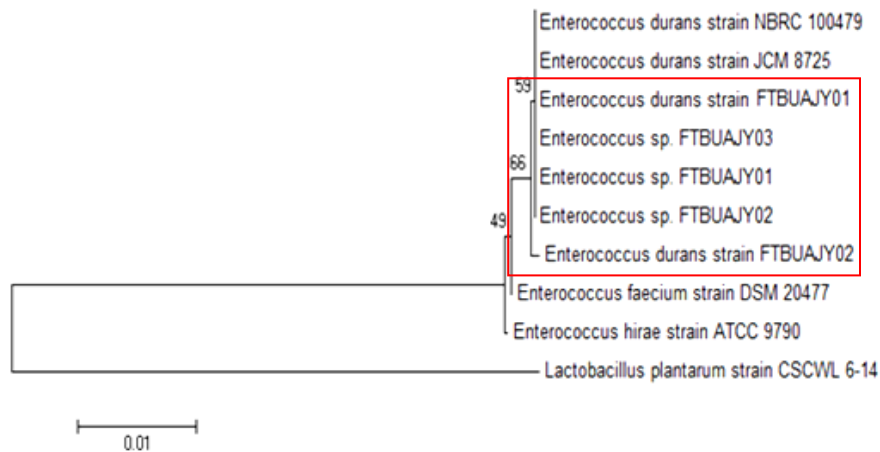 Enterococcus durans strain NBRC 100479
Enterococcus durans strain JCM 8725
59
Enterococcus durans strain FTBUAJY01
Enterococcus sp. FTBUAJY03
66
Enterococcus sp. FTBUAJY01
Enterococcus sp. FTBUAJY02
49
Enterococcus durans strain FTBUAJY02
Enterococcus faecium strain DSM 20477
Enterococcus hirae strain ATCC 9790
Lactobacillus plantarum strain CSCWL 6-14
0.01